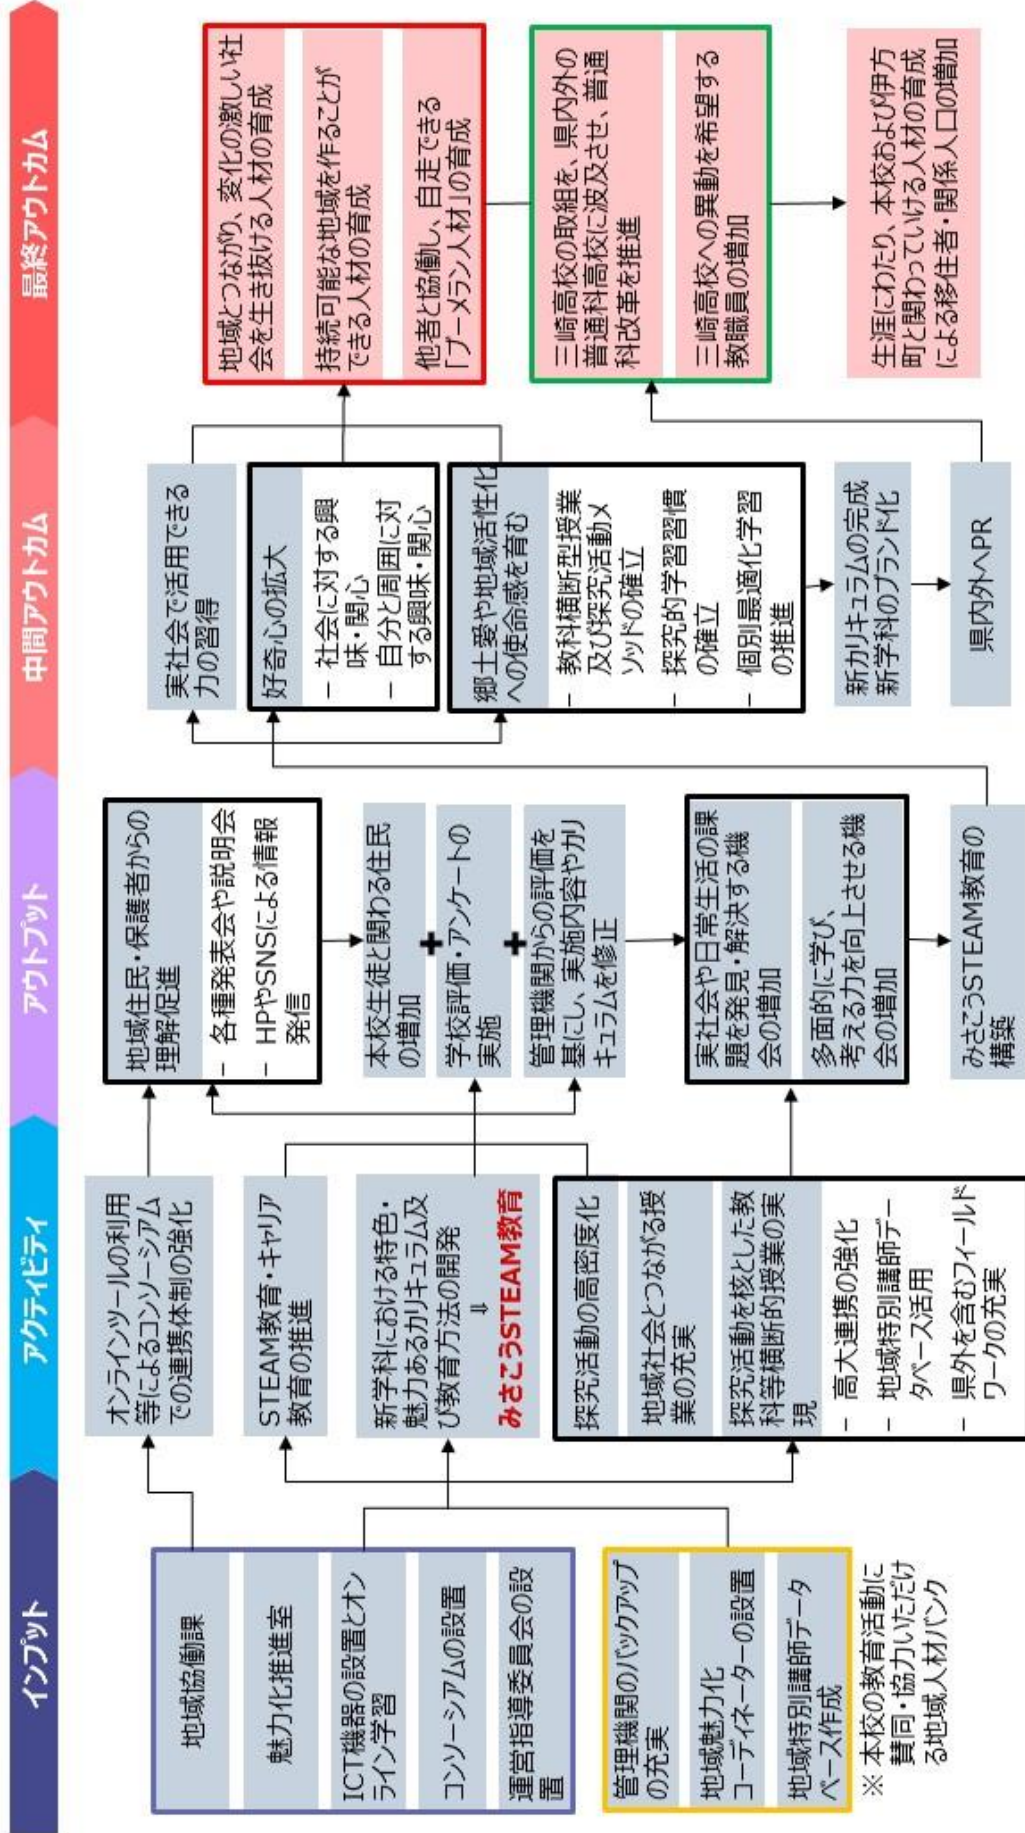 インプット
アクティビティ
アウトプット
中間アウトカム
最終アウトカム
地域協働課
魅力化推進室
ICT機器の設置とオン
ライン学習
コンソーシアムの設置
運営指導委員会の設
置
管理機関のバックアップ
の充実
地域魅力化
コーディネーターの設置
地域特別講師データ
ベース作成
※ 本校の教育活動に
賛同・協力いただけ
る地域人材バンク
オンラインツールの利用
等によるコンソーシアム
での連携体制の強化
STEAM教育・キャリア
教育の推進
新学科における特色・
魅力あるカリキュラム及
び教育方法の開発
⇓
みさこうSTEAM教育
探究活動の高密度化
地域社会とつながる授
業の充実
探究活動を核とした教
科等横断的授業の実
現
– 高大連携の強化
– 地域特別講師デー
タベース活用
– 県外を含むフィールド
ワークの充実
地域住民・保護者からの
理解促進
– 各種発表会や説明会
– HPやSNSによる情報
発信
本校生徒と関わる住民
の増加
+
学校評価・アンケートの
実施
+
管理機関からの評価を
基にし、実施内容やカリ
キュラムを修正
実社会や日常生活の課
題を発見・解決する機
会の増加
多面的に学び、
考える力を向上させる機
会の増加
みさこうSTEAM教育の
構築
実社会で活用できる
力の習得
好奇心の拡大
– 社会に対する興
味・関心
– 自分と周囲に対
する興味・関心
郷土愛や地域活性化
への使命感を育む
– 教科横断型授業
及び探究活動メ
ソッドの確立
– 探究的学習習慣
の確立
– 個別最適化学習
の推進
新カリキュラムの完成
新学科のブランド化
県内外へPR
地域とつながり、変化の激しい社
会を生き抜ける人材の育成
持続可能な地域を作ることが
できる人材の育成
他者と協働し、自走できる
「ブーメラン人材」の育成
三崎高校の取組を、県内外の
普通科高校に波及させ、普通
科改革を推進
三崎高校への異動を希望する
教職員の増加
生涯にわたり、本校および伊方
町と関わっていける人材の育成
による移住者・関係人口の増加